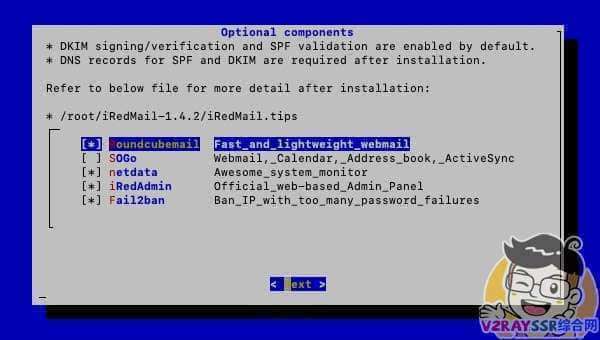 Optional components
* DKIM signing/verification and SPF validation are enabled by default.
* DNS records for SPF and DKIM are required after installation.
Refer to below file for more detail after installation:
* /root/iRedMail-1.4.2/iRedMail.tips
[*] Roundcubemail Fast_and_lightweight_webmail
[ ] SOGo Webmail,_Calendar,_Address_book,_ActiveSync
[*] netdata Awesome_system_monitor
[*] iRedAdmin Official_web-based_Admin_Panel
[*] Fail2ban Ban_IP_with_too_many_password_failures
< Next >
V2RAYSSR综合网